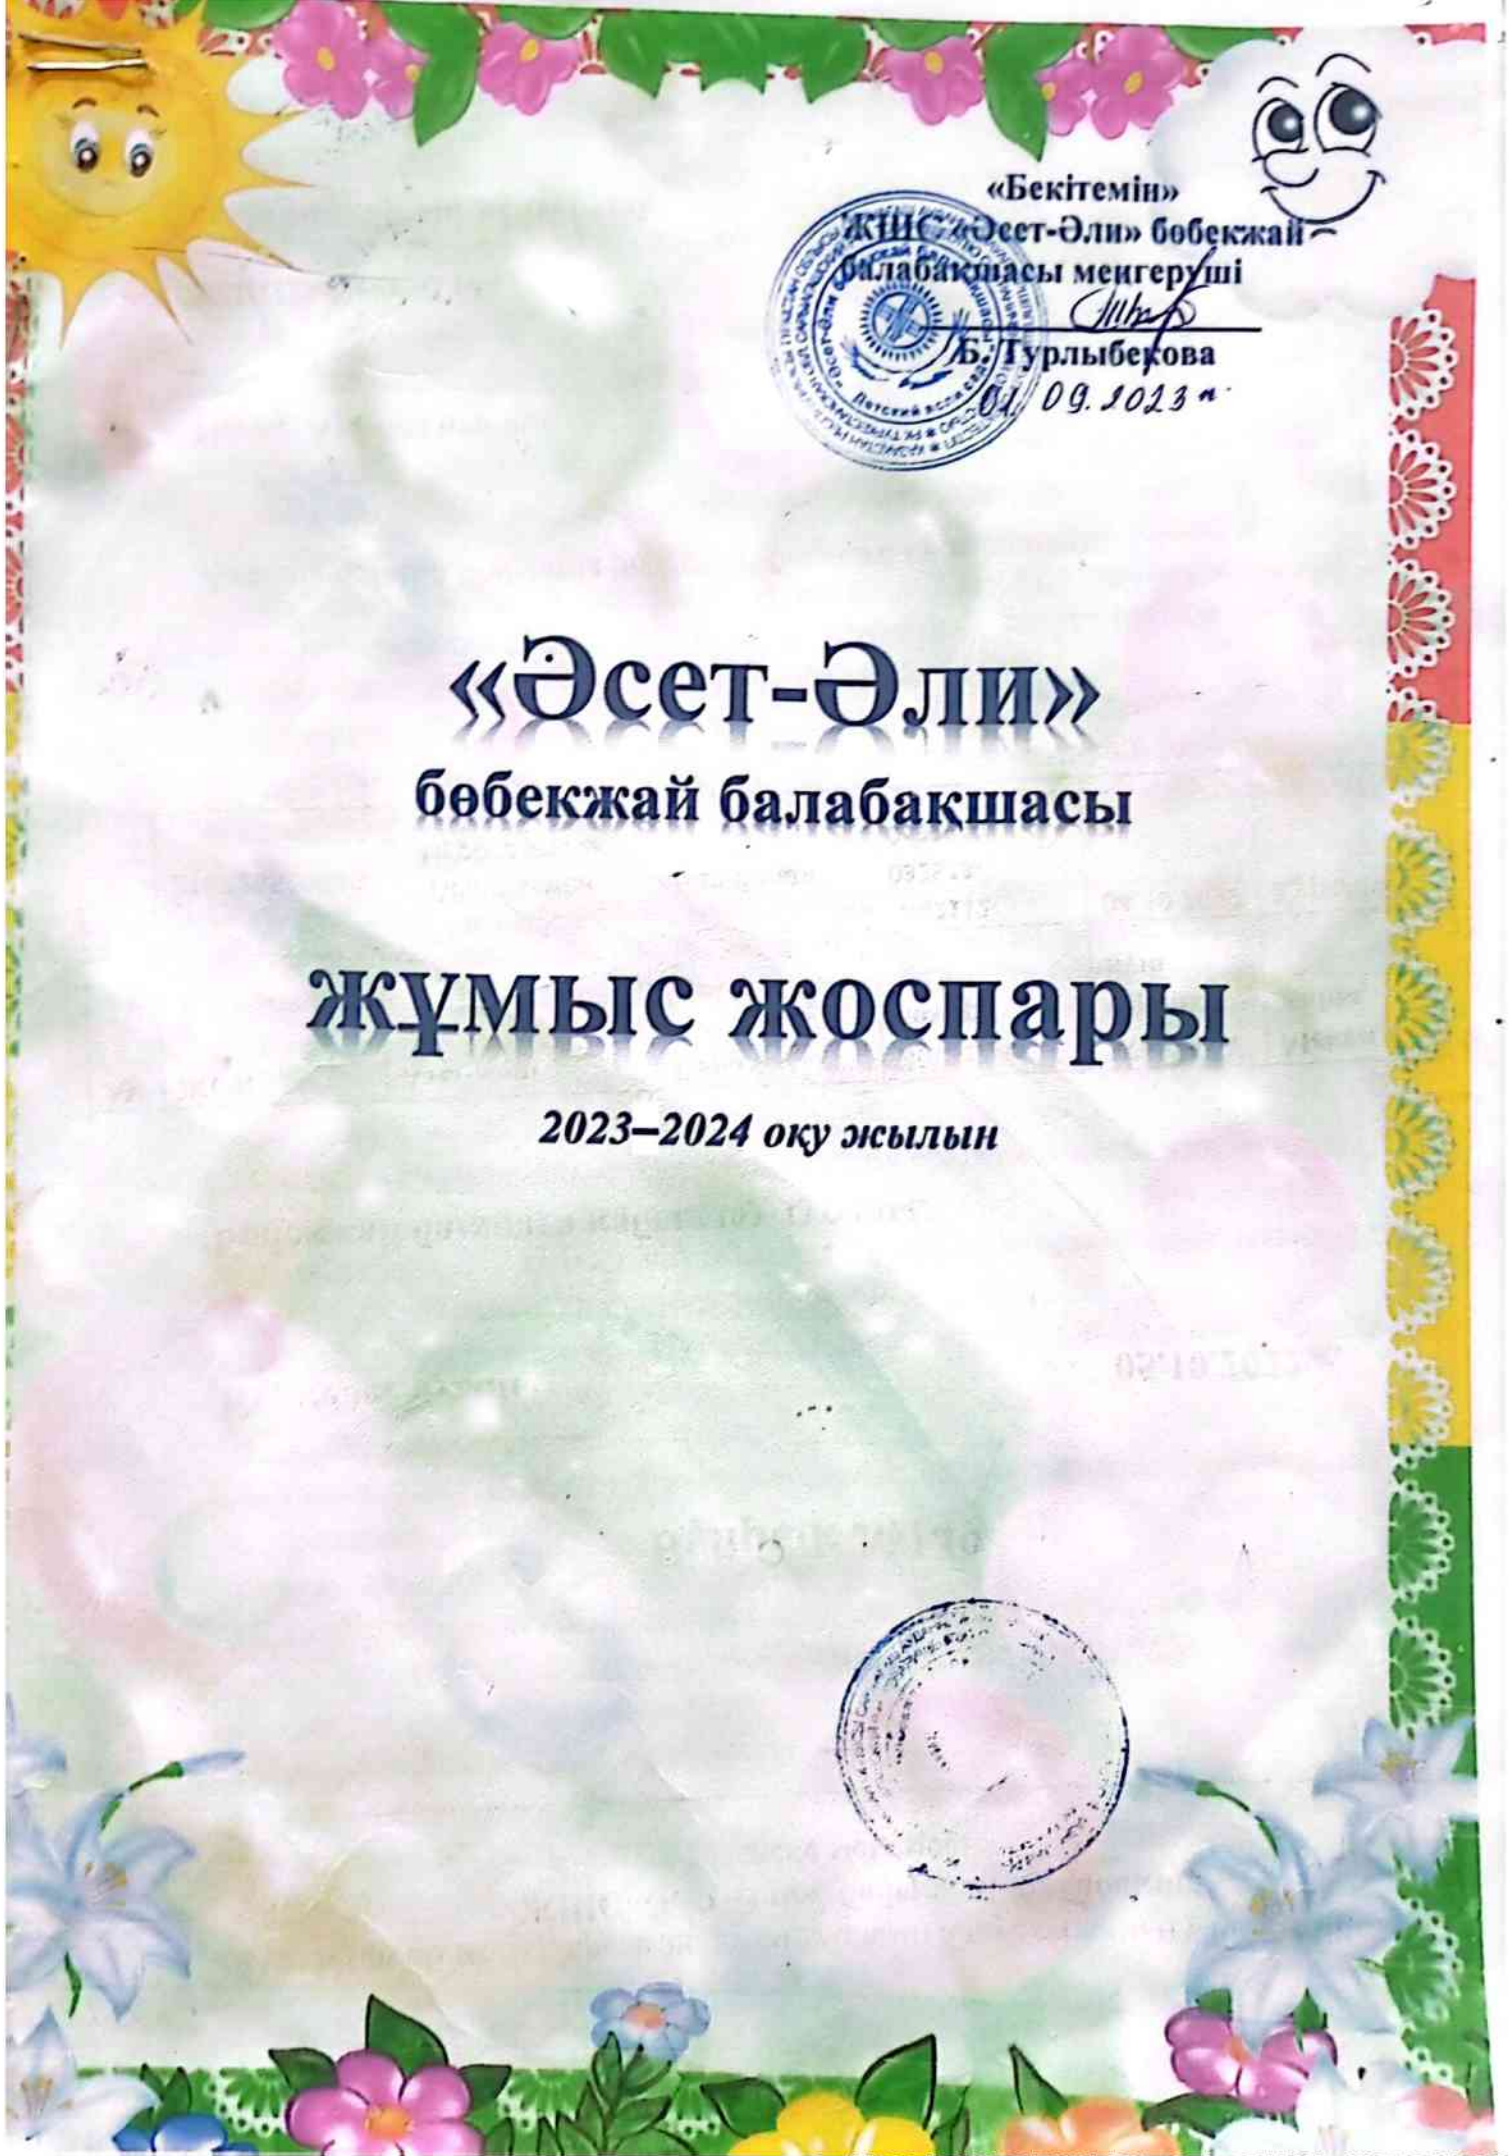 «Бекітемін»
ЖШС «Әсет-Әли» бөбекжай
балабақшасы меңгеруші
Б. Турлыбекова
01. 09. 2023 ж.
«Әсет-Әли»
бөбекжай балабақшасы
жұмыс жоспары
2023–2024 оқу жылын